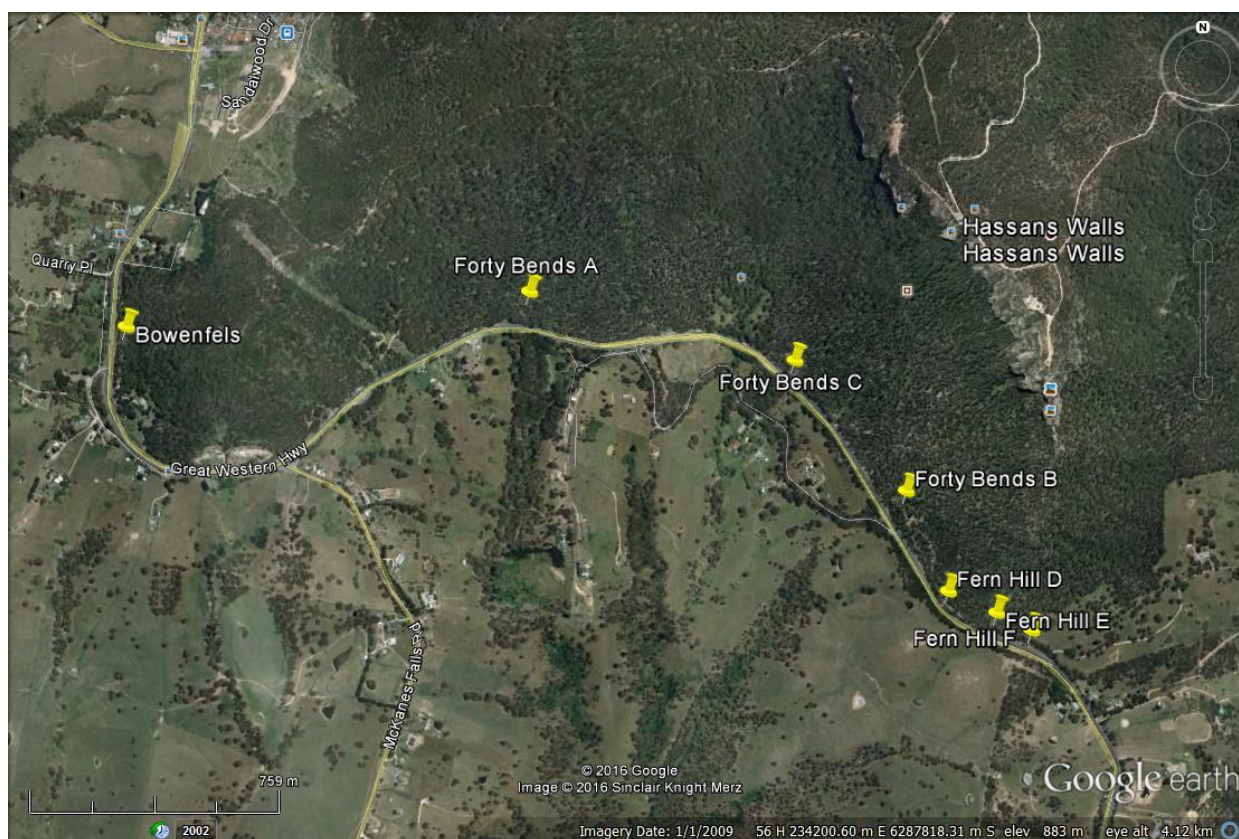 N
Sandalwood Dr
Hassans Walls
Hassans Walls
Quarry Pl
Forty Bends A
Bowenfels
Forty Bends C
Great Western Hwy
Forty Bends B
Fern Hill D
Fern Hill E
Fern Hill F
McKanes Falls Rd
759 m
© 2016 Google
Image © 2016 Sinclair Knight Merz
Google earth
2002
Imagery Date: 1/1/2009 56 H 234200.60 m E 6287818.31 m S elev 883 m eye alt 4.12 km